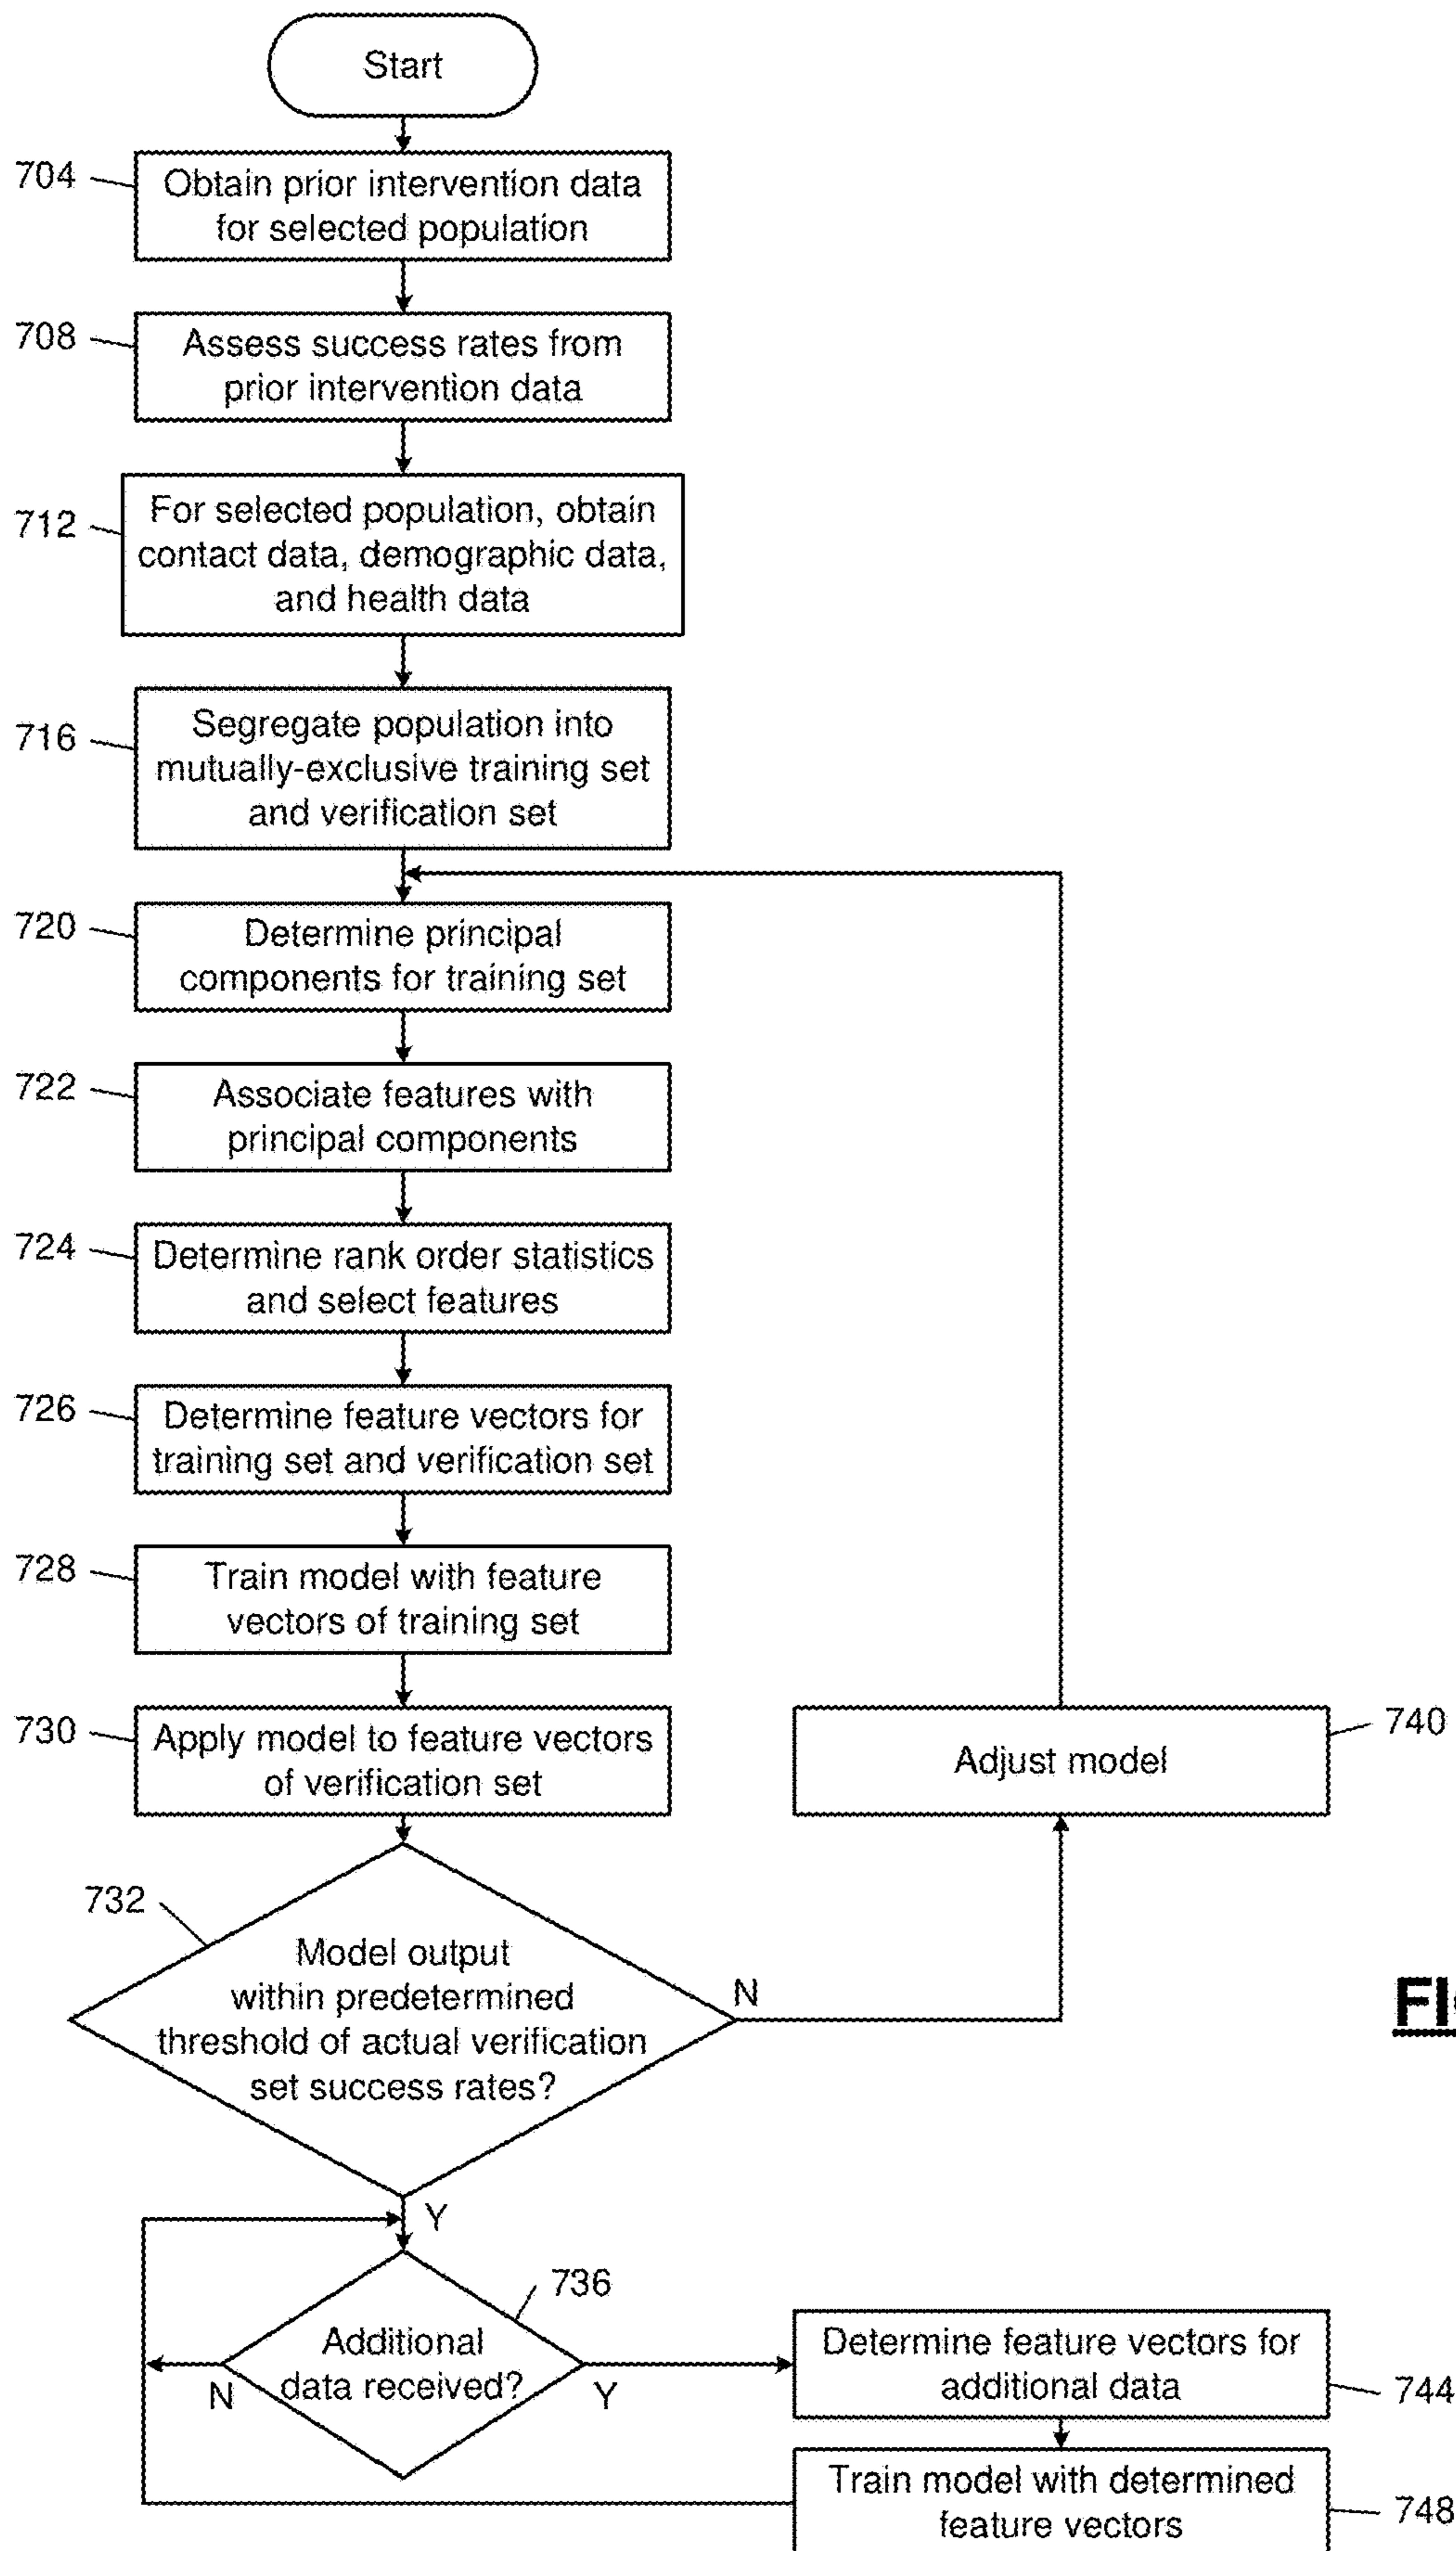 Start
704
Obtain prior intervention data
for selected population
708
Assess success rates from
prior intervention data
712
For selected population, obtain
contact data, demographic data,
and health data
716
Segregate population into
mutually-exclusive training set
and verification set
720
Determine principal
components for training set
722
Associate features with
principal components
724
Determine rank order statistics
and select features
726
Determine feature vectors for
training set and verification set
728
Train model with feature
vectors of training set
730
Apply model to feature vectors
of verification set
740
Adjust model
732
Model output
within predetermined
threshold of actual verification
set success rates?
N
Y
736
Additional
data received?
N
Y
Determine feature vectors for
additional data
744
Train model with determined
feature vectors
748